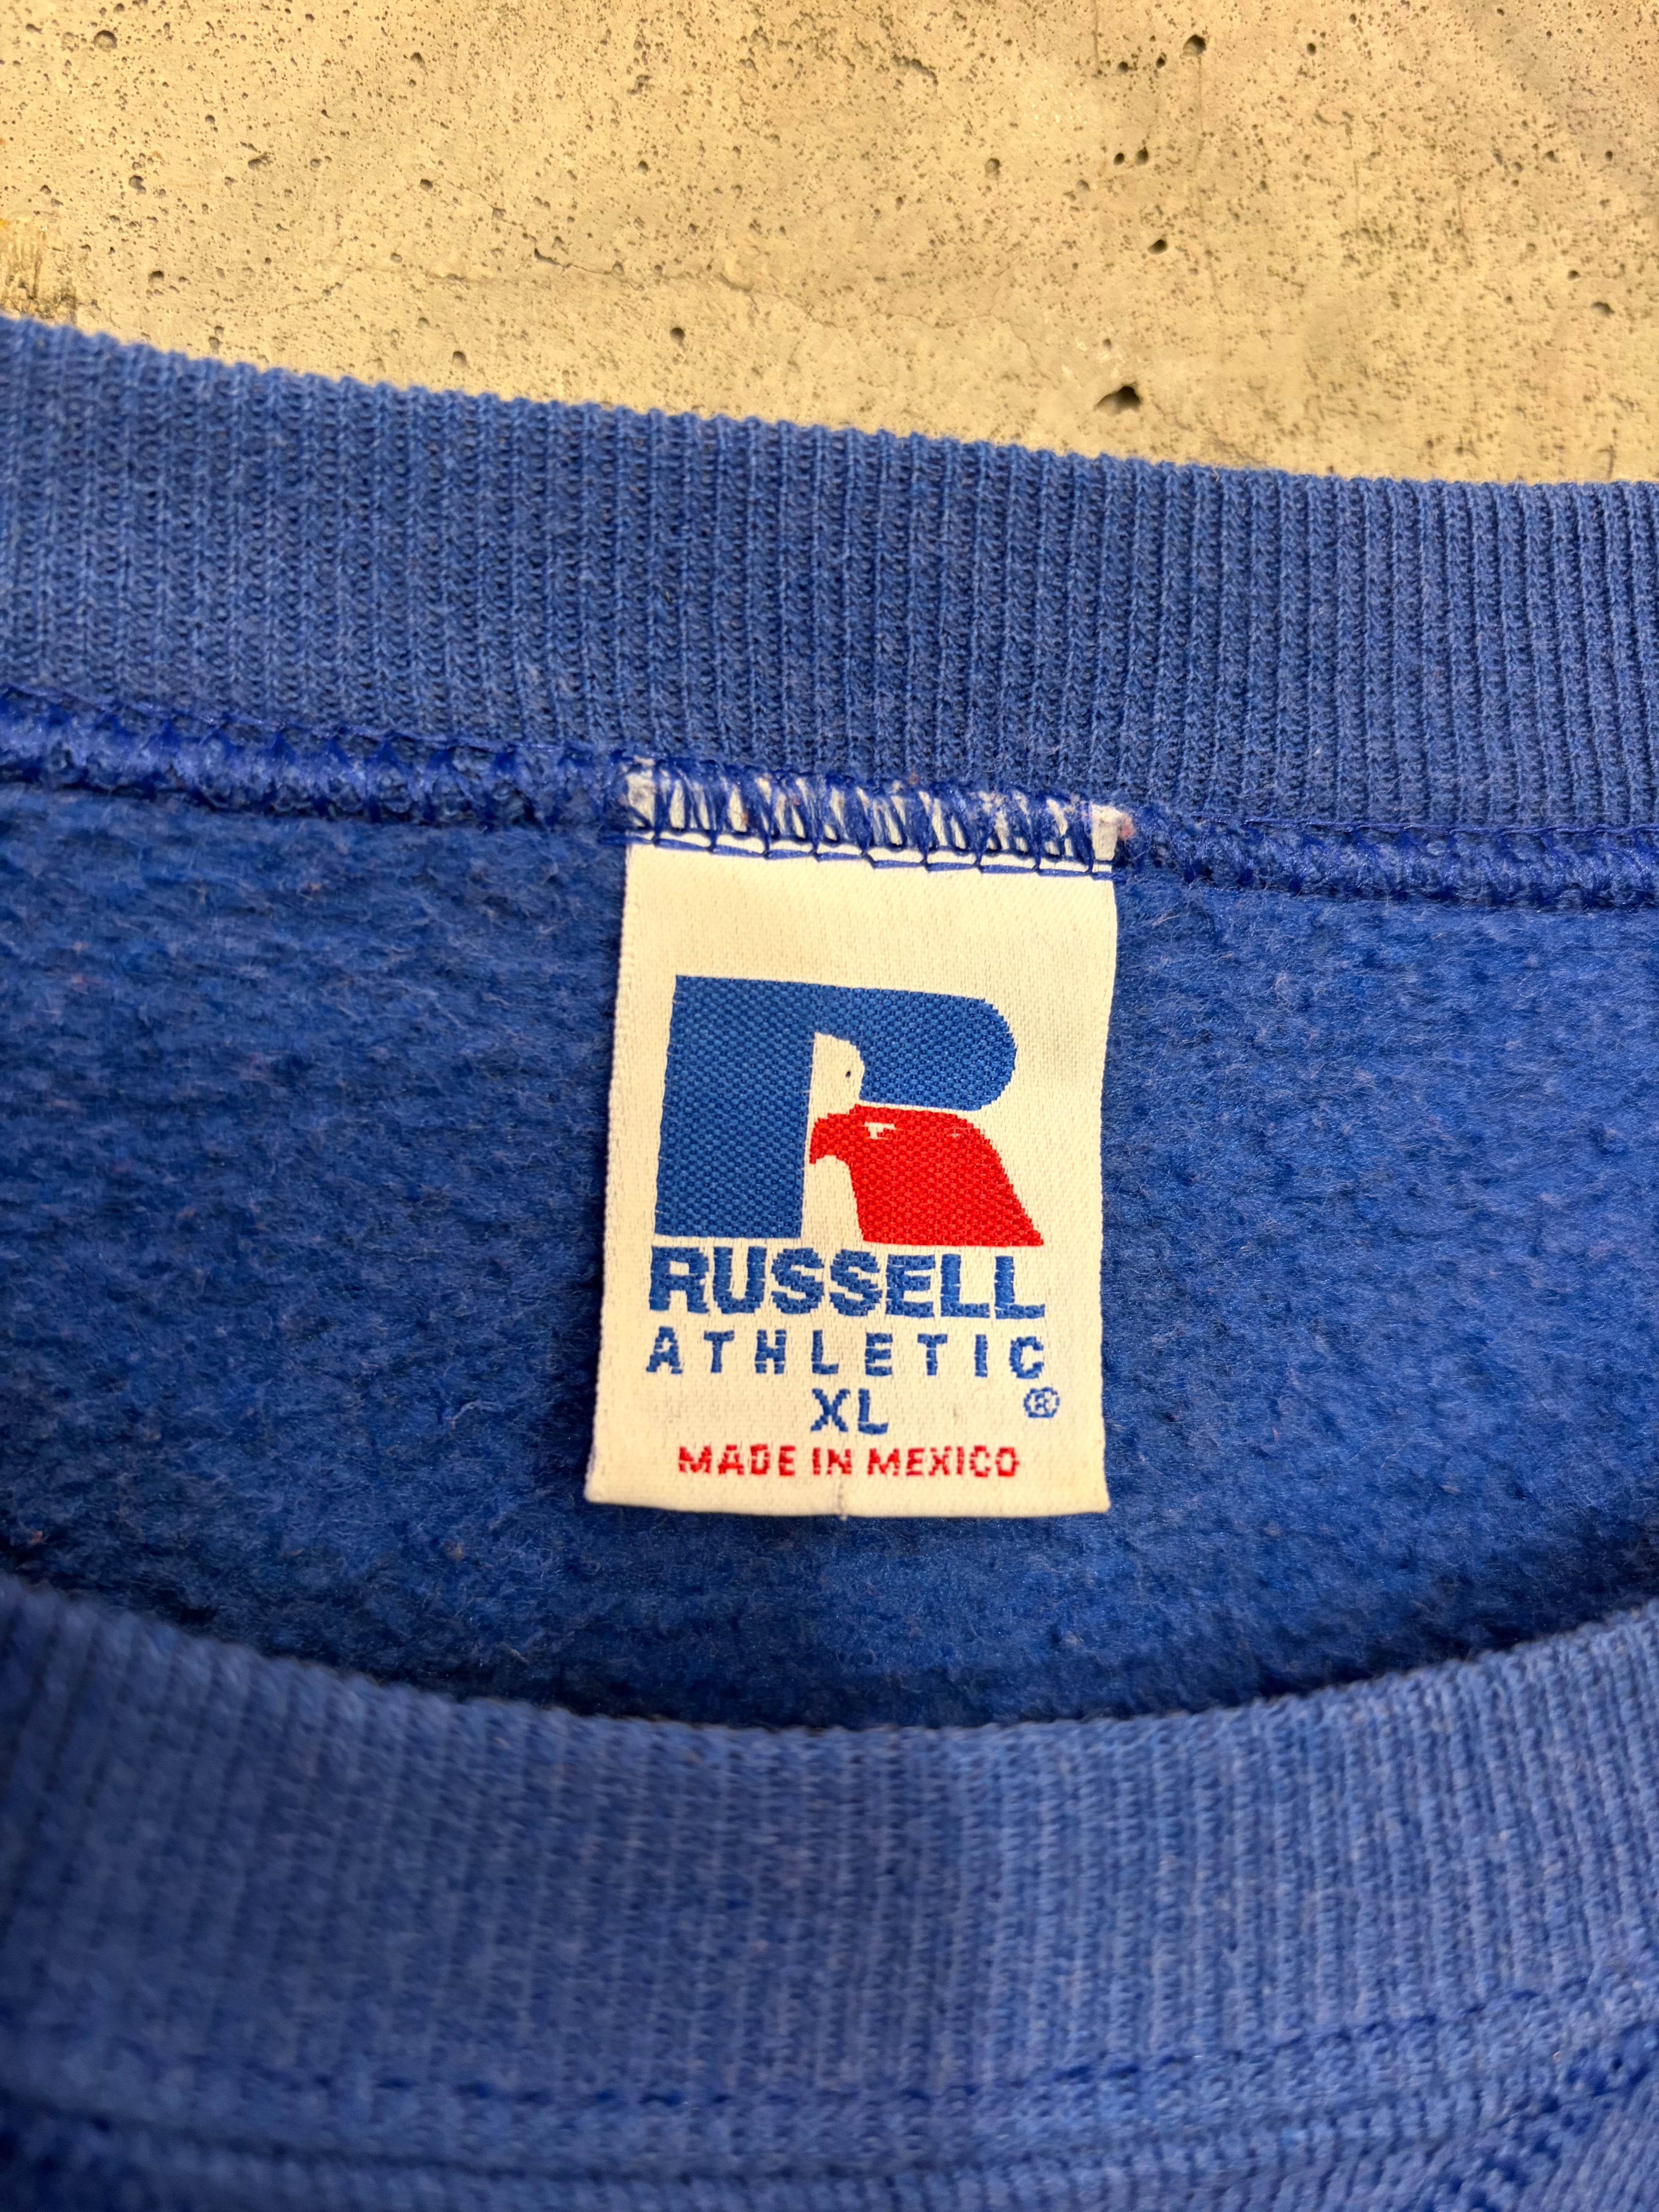 RUSSELL
ATHLETIC
XL ®
MADE IN MEXICO